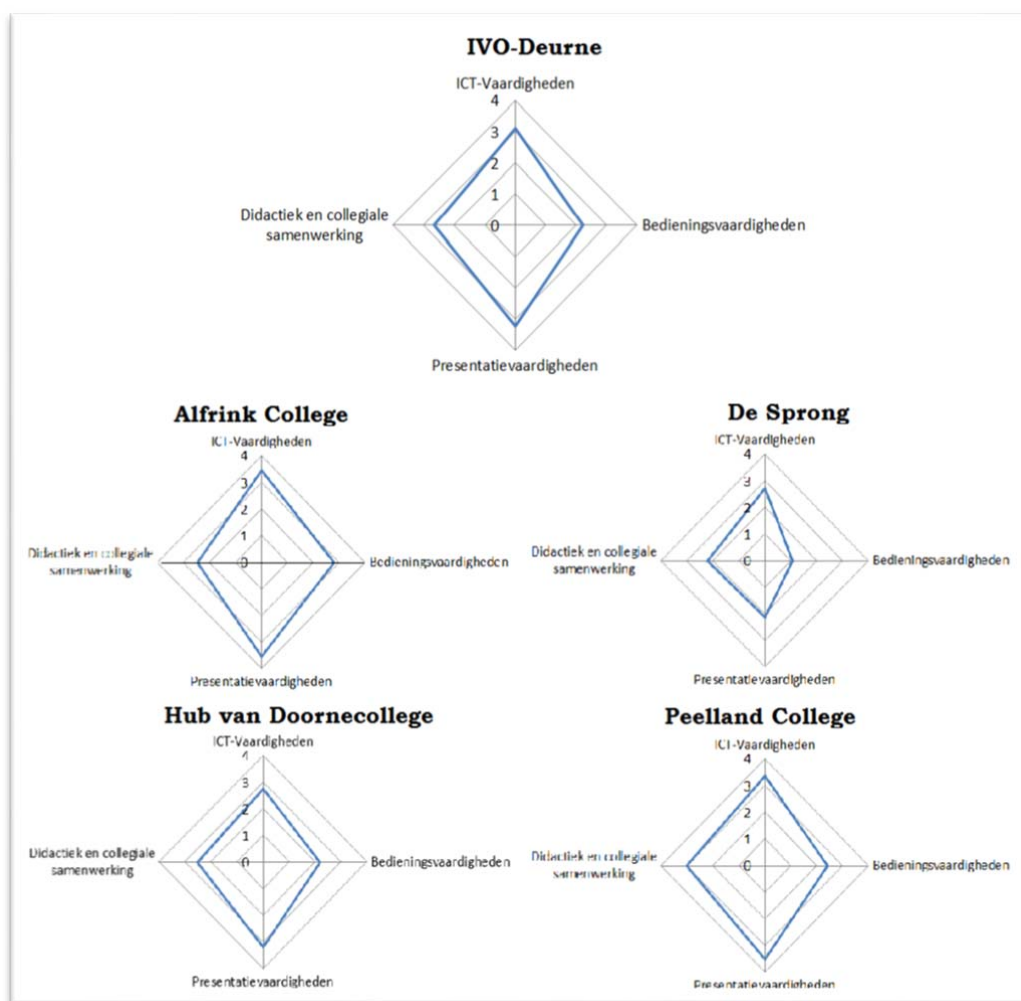 IVO-Deurne
ICT-Vaardigheden
4
3
2
1
0
Didactiek en collegiale
samenwerking
Bedieningsvaardigheden
Presentatievaardigheden
Alfrink College
ICT-Vaardigheden
4
3
2
1
0
Didactiek en collegiale
samenwerking
Bedieningsvaardigheden
Presentatievaardigheden
De Sprong
ICT-Vaardigheden
4
3
2
1
0
Didactiek en collegiale
samenwerking
Bedieningsvaardigheden
Presentatievaardigheden
Hub van Doornecollege
ICT-Vaardigheden
4
3
2
1
0
Didactiek en collegiale
samenwerking
Bedieningsvaardigheden
Presentatievaardigheden
Peelland College
ICT-Vaardigheden
4
3
2
1
0
Didactiek en collegiale
samenwerking
Bedieningsvaardigheden
Presentatievaardigheden